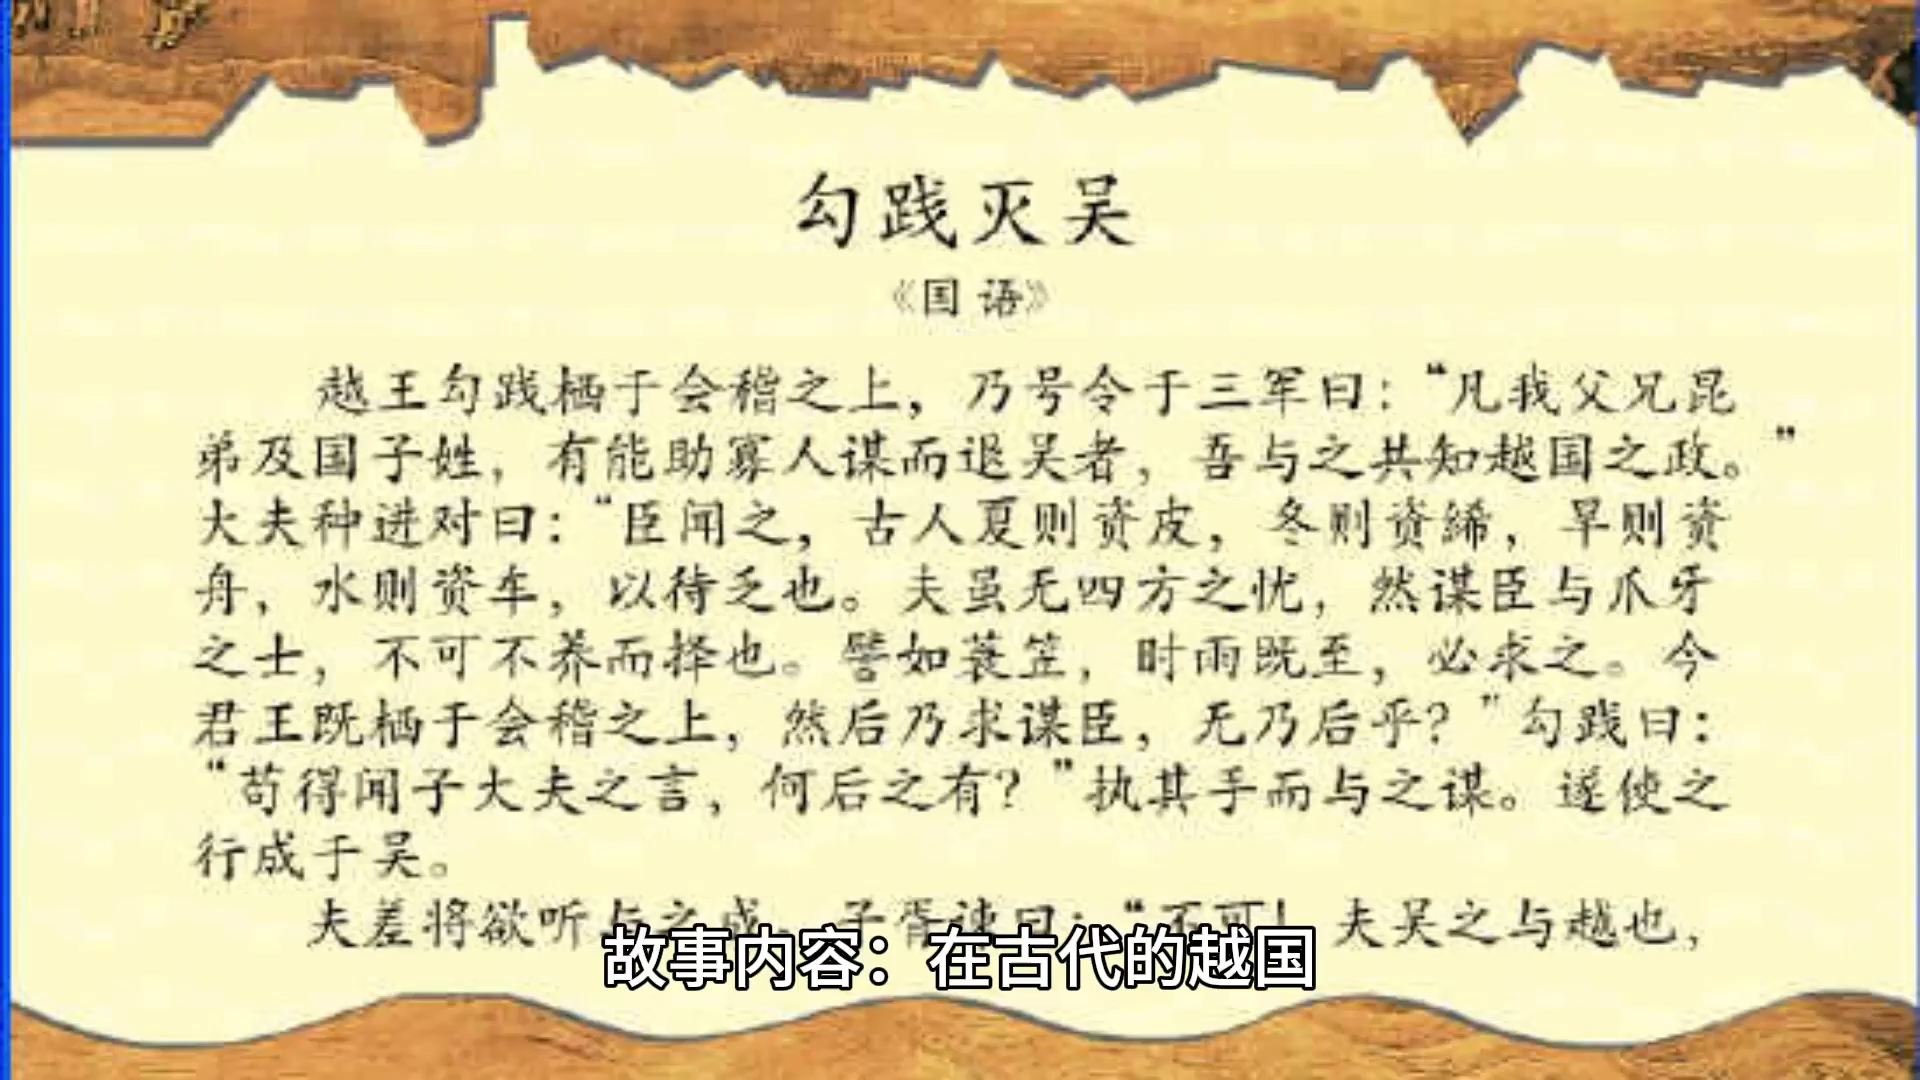 勾践灭吴
《国语》
越王勾践栖于会稽之上，乃号令于三军曰：“凡我父兄昆
弟及国子姓，有能助寡人谋而退吴者，吾与之共知越国之政。”
大夫种进对曰：“臣闻之，古人夏则资皮，冬则资絺，旱则资
舟，水则资车，以待乏也。夫虽无四方之忧，然谋臣与爪牙
之士，不可不养而择也。譬如蓑笠，时雨既至，必求之。今
君王既栖于会稽之上，然后乃求谋臣，无乃后乎？”勾践曰：
“苟得闻子大夫之言，何后之有？”执其手而与之谋。遂使之
行成于吴。
夫差将欲听与之成，子胥谏曰：“不可！夫吴之与越也，
故事内容：在古代的越国